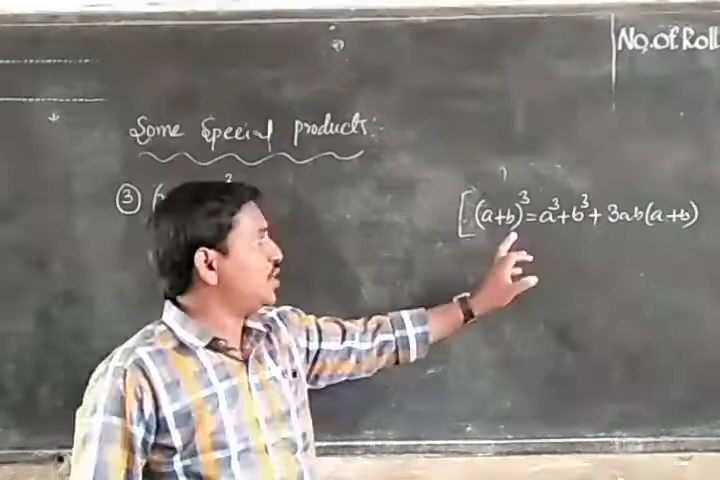 No. of Roll
Some Special products:
③
[(a+b)³ = a³+b³ + 3ab(a+b)